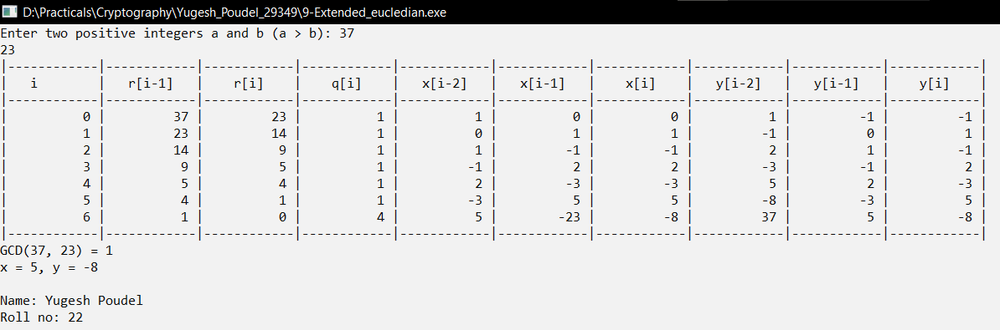 D:\Practicals\Cryptography\Yugesh_Poudel_29349\9-Extended_eucledian.exe
Enter two positive integers a and b (a > b): 37
23
|------------|-----------|-----------|-----------|-----------|-----------|-----------|-----------|-----------|-----------|
| i | r[i-1] | r[i] | q[i] | x[i-2] | x[i-1] | x[i] | y[i-2] | y[i-1] | y[i] |
|------------|-----------|-----------|-----------|-----------|-----------|-----------|-----------|-----------|-----------|
| 0 | 37 | 23 | 1 | 1 | 0 | 0 | 1 | -1 | -1 |
| 1 | 23 | 14 | 1 | 0 | 1 | 1 | -1 | 0 | 1 |
| 2 | 14 | 9 | 1 | 1 | -1 | -1 | 2 | 1 | -1 |
| 3 | 9 | 5 | 1 | -1 | 2 | 2 | -3 | -1 | 2 |
| 4 | 5 | 4 | 1 | 2 | -3 | -3 | 5 | 2 | -3 |
| 5 | 4 | 1 | 1 | -3 | 5 | 5 | -8 | -3 | 5 |
| 6 | 1 | 0 | 4 | 5 | -23 | -8 | 37 | 5 | -8 |
|------------|-----------|-----------|-----------|-----------|-----------|-----------|-----------|-----------|-----------|
GCD(37, 23) = 1
x = 5, y = -8
Name: Yugesh Poudel
Roll no: 22